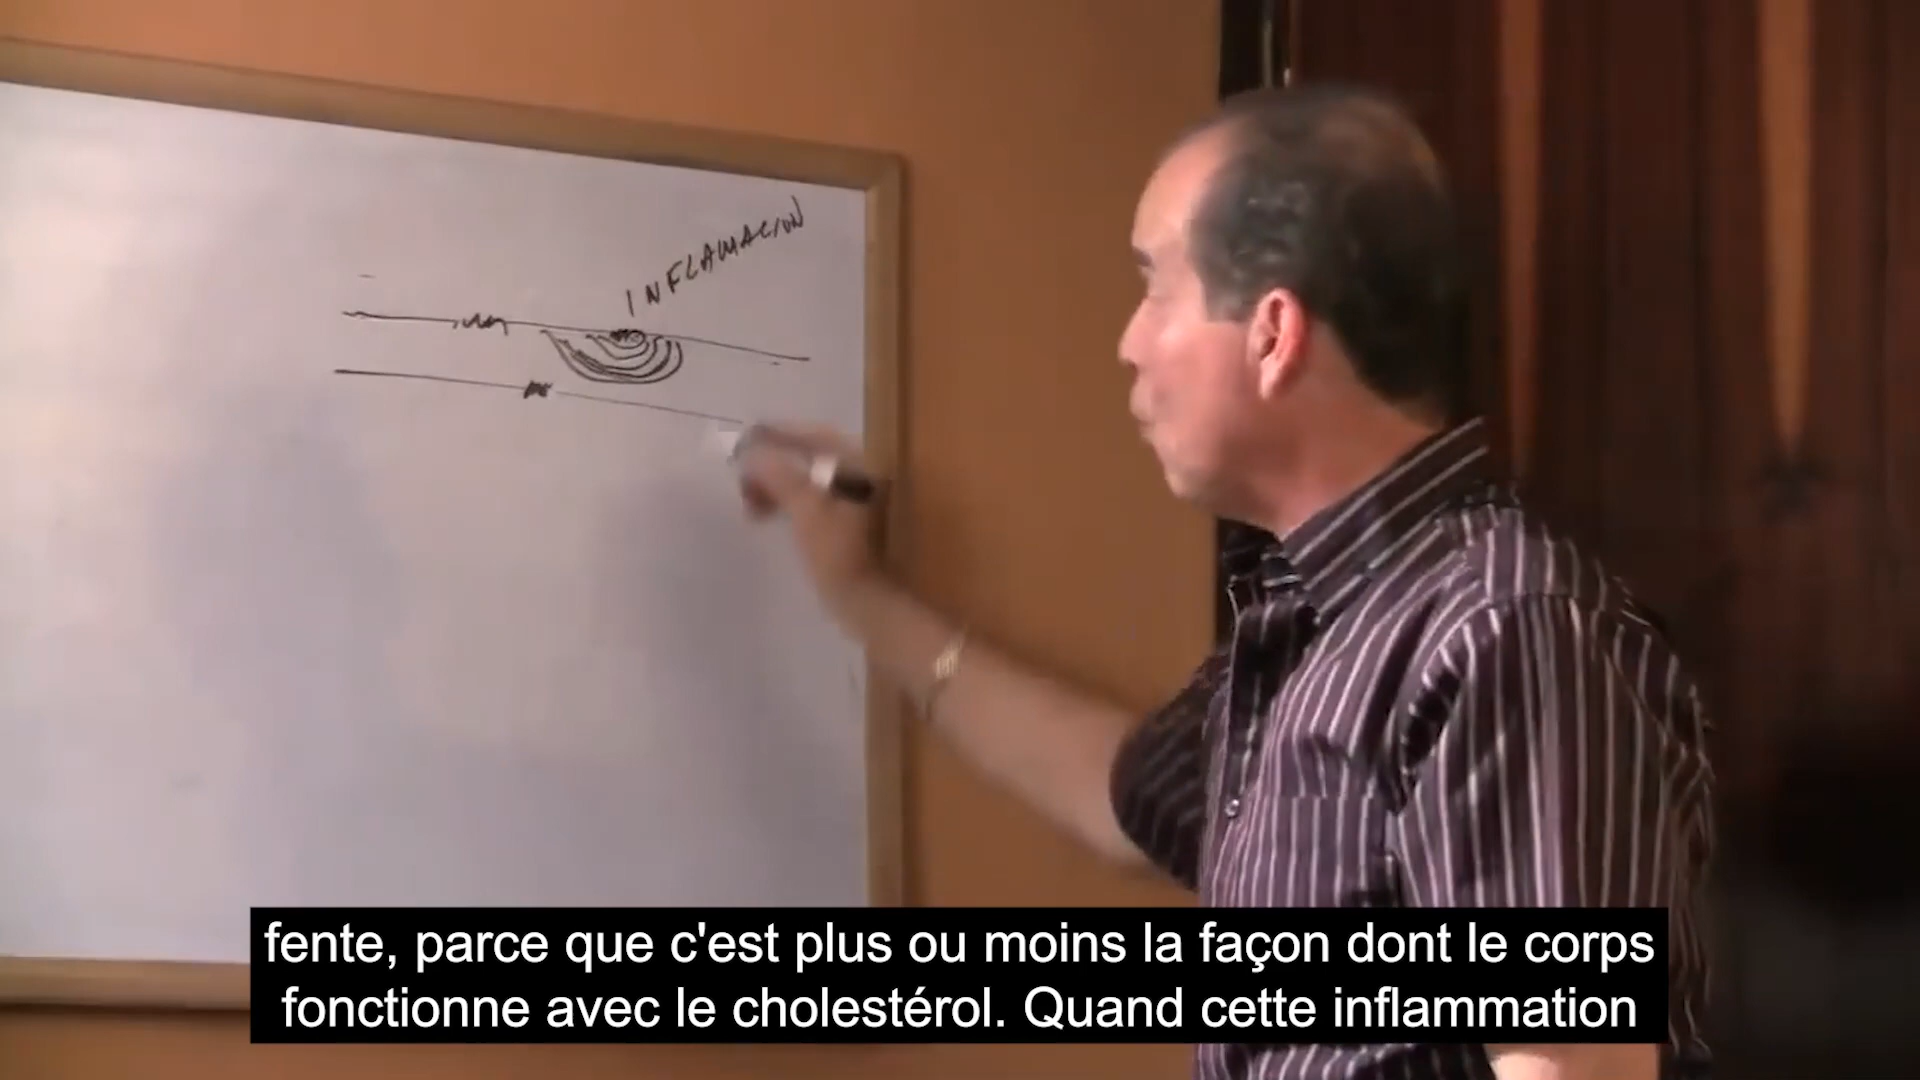 INFLAMACION
fente, parce que c'est plus ou moins la façon dont le corps
fonctionne avec le cholestérol. Quand cette inflammation